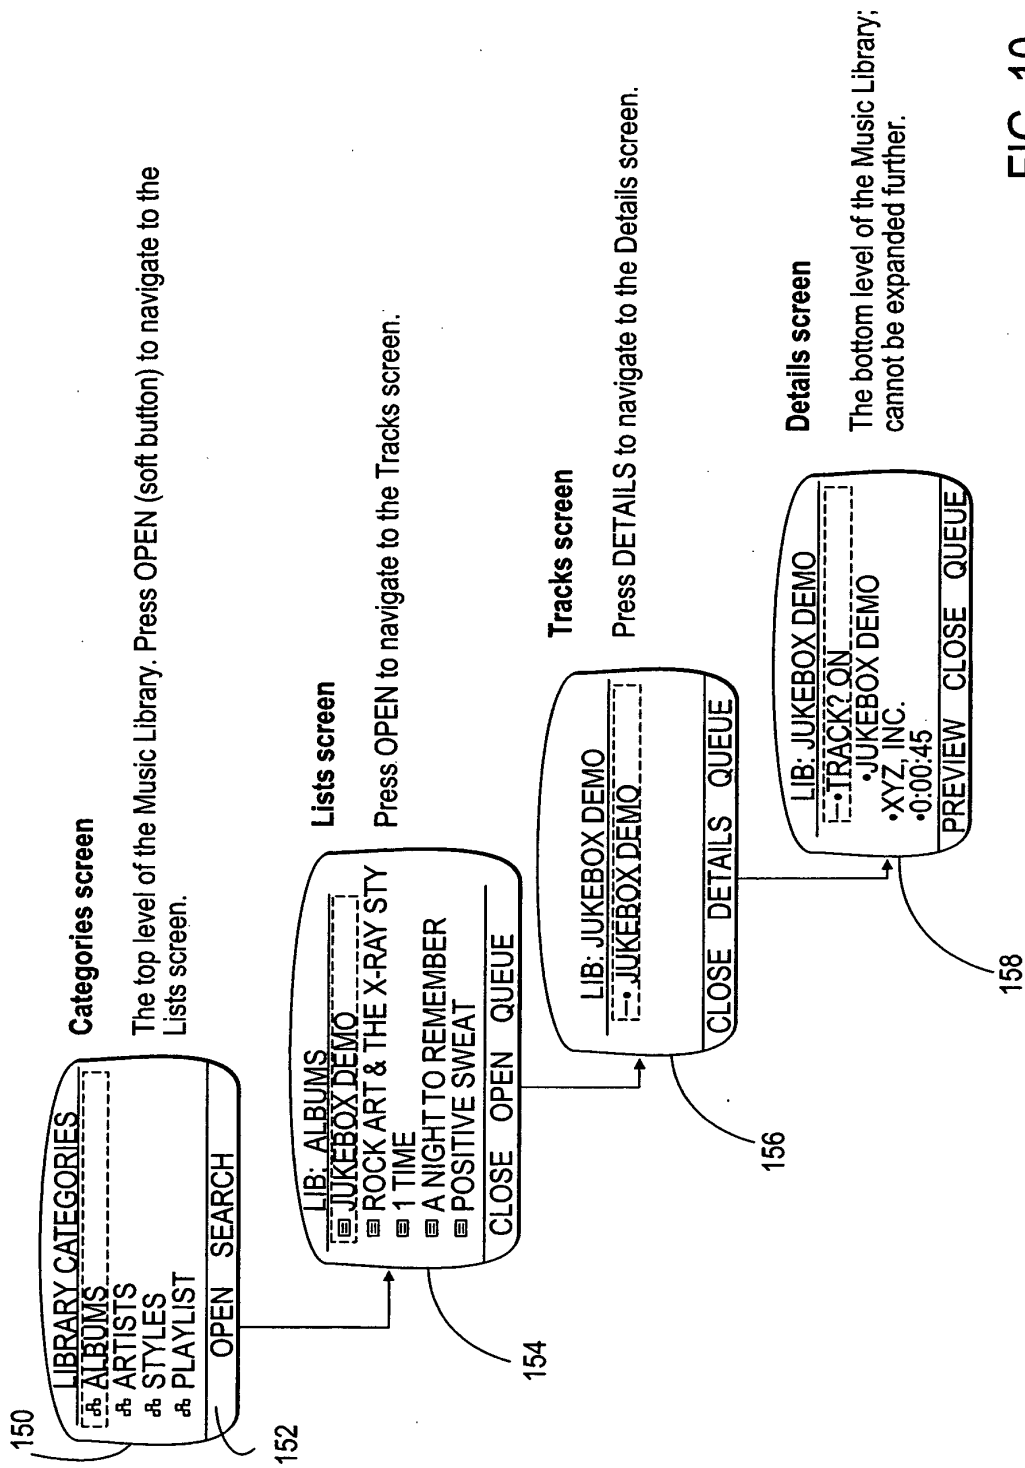 150
152
LIBRARY CATEGORIES
ALBUMS
ARTISTS
STYLES
PLAYLIST
OPEN SEARCH
Categories screen
The top level of the Music Library. Press OPEN (soft button) to navigate to the
Lists screen.
154
LIB: ALBUMS
JUKEBOX DEMO
ROCK ART & THE X-RAY STY
1 TIME
A NIGHT TO REMEMBER
POSITIVE SWEAT
CLOSE OPEN QUEUE
Lists screen
Press OPEN to navigate to the Tracks screen.
156
LIB: JUKEBOX DEMO
—• JUKEBOX DEMO
CLOSE DETAILS QUEUE
Tracks screen
Press DETAILS to navigate to the Details screen.
158
LIB: JUKEBOX DEMO
—•TRACK? ON
•JUKEBOX DEMO
•XYZ, INC.
•0:00:45
PREVIEW CLOSE QUEUE
Details screen
The bottom level of the Music Library;
cannot be expanded further.
FIG.